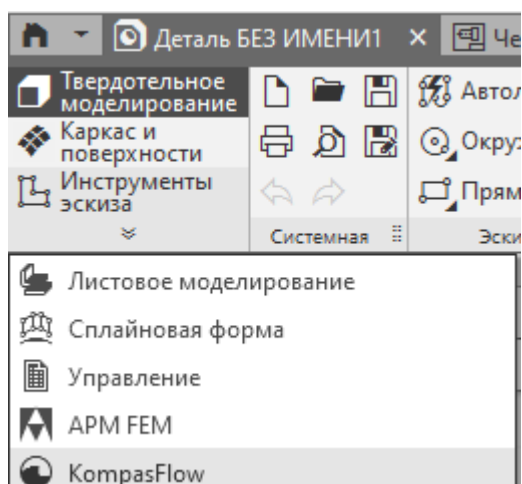 Деталь БЕЗ ИМЕНИ1
Твердотельное
моделирование
Каркас и
поверхности
Инструменты
эскиза
Системная
Листовое моделирование
Сплайновая форма
Управление
APM FEM
KompasFlow